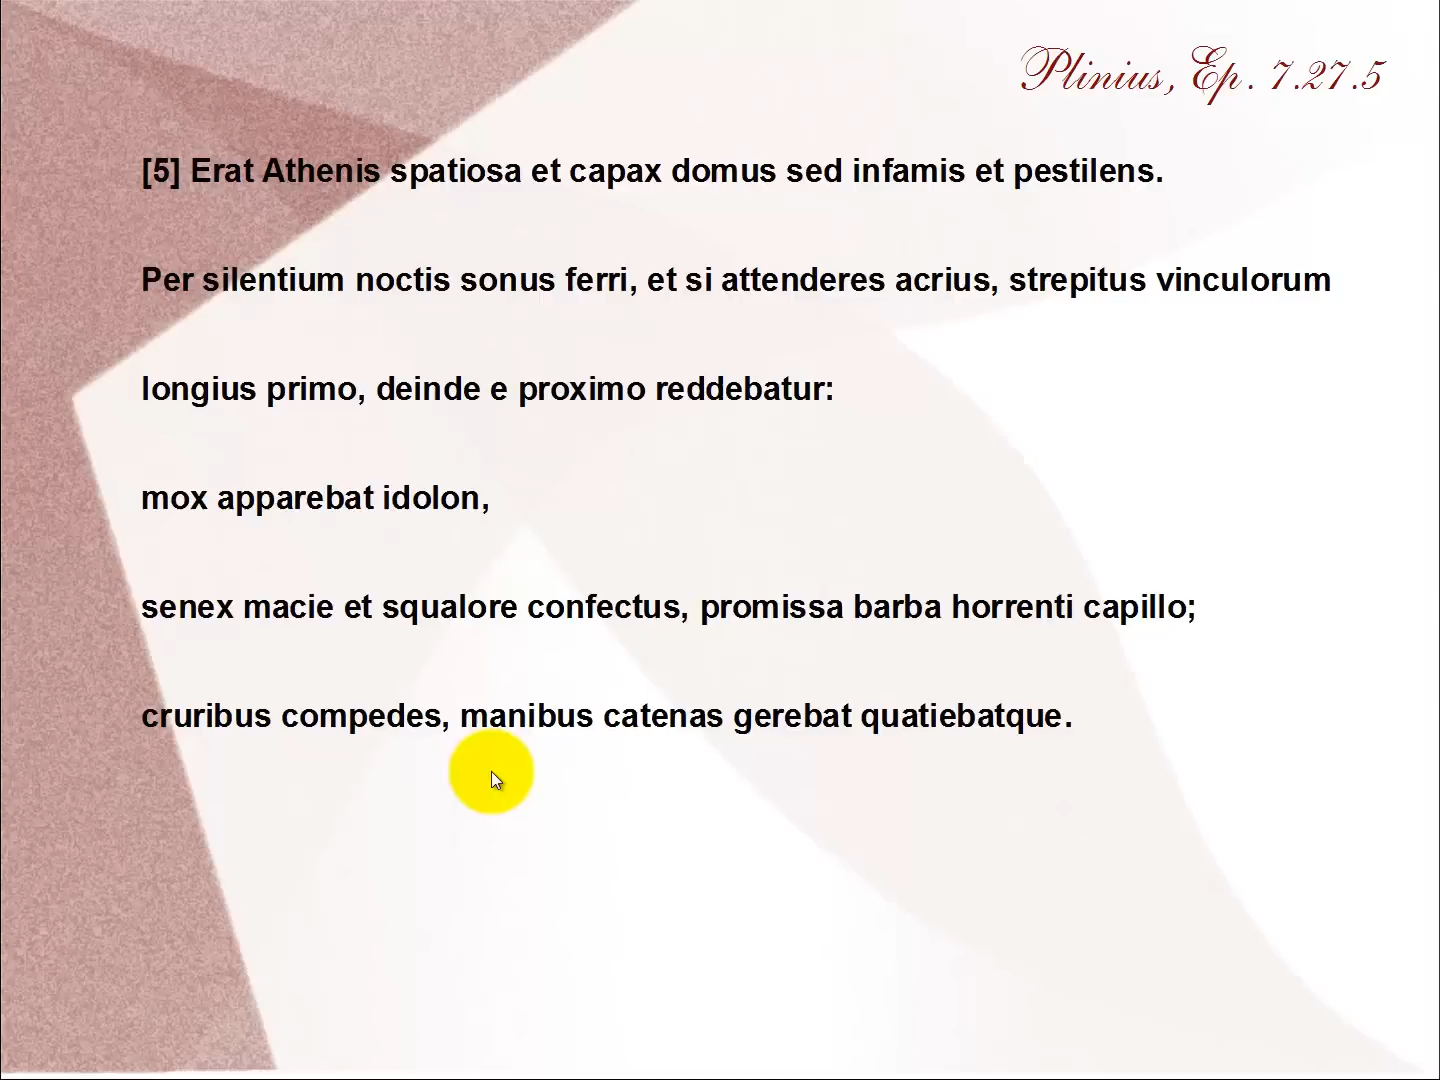 Plinius, Ep. 7.27.5
[5] Erat Athenis spatiosa et capax domus sed infamis et pestilens.
Per silentium noctis sonus ferri, et si attenderes acrius, strepitus vinculorum
longius primo, deinde e proximo reddebatur:
mox apparebat idolon,
senex macie et squalore confectus, promissa barba horrenti capillo;
cruribus compedes, manibus catenas gerebat quatiebatque.